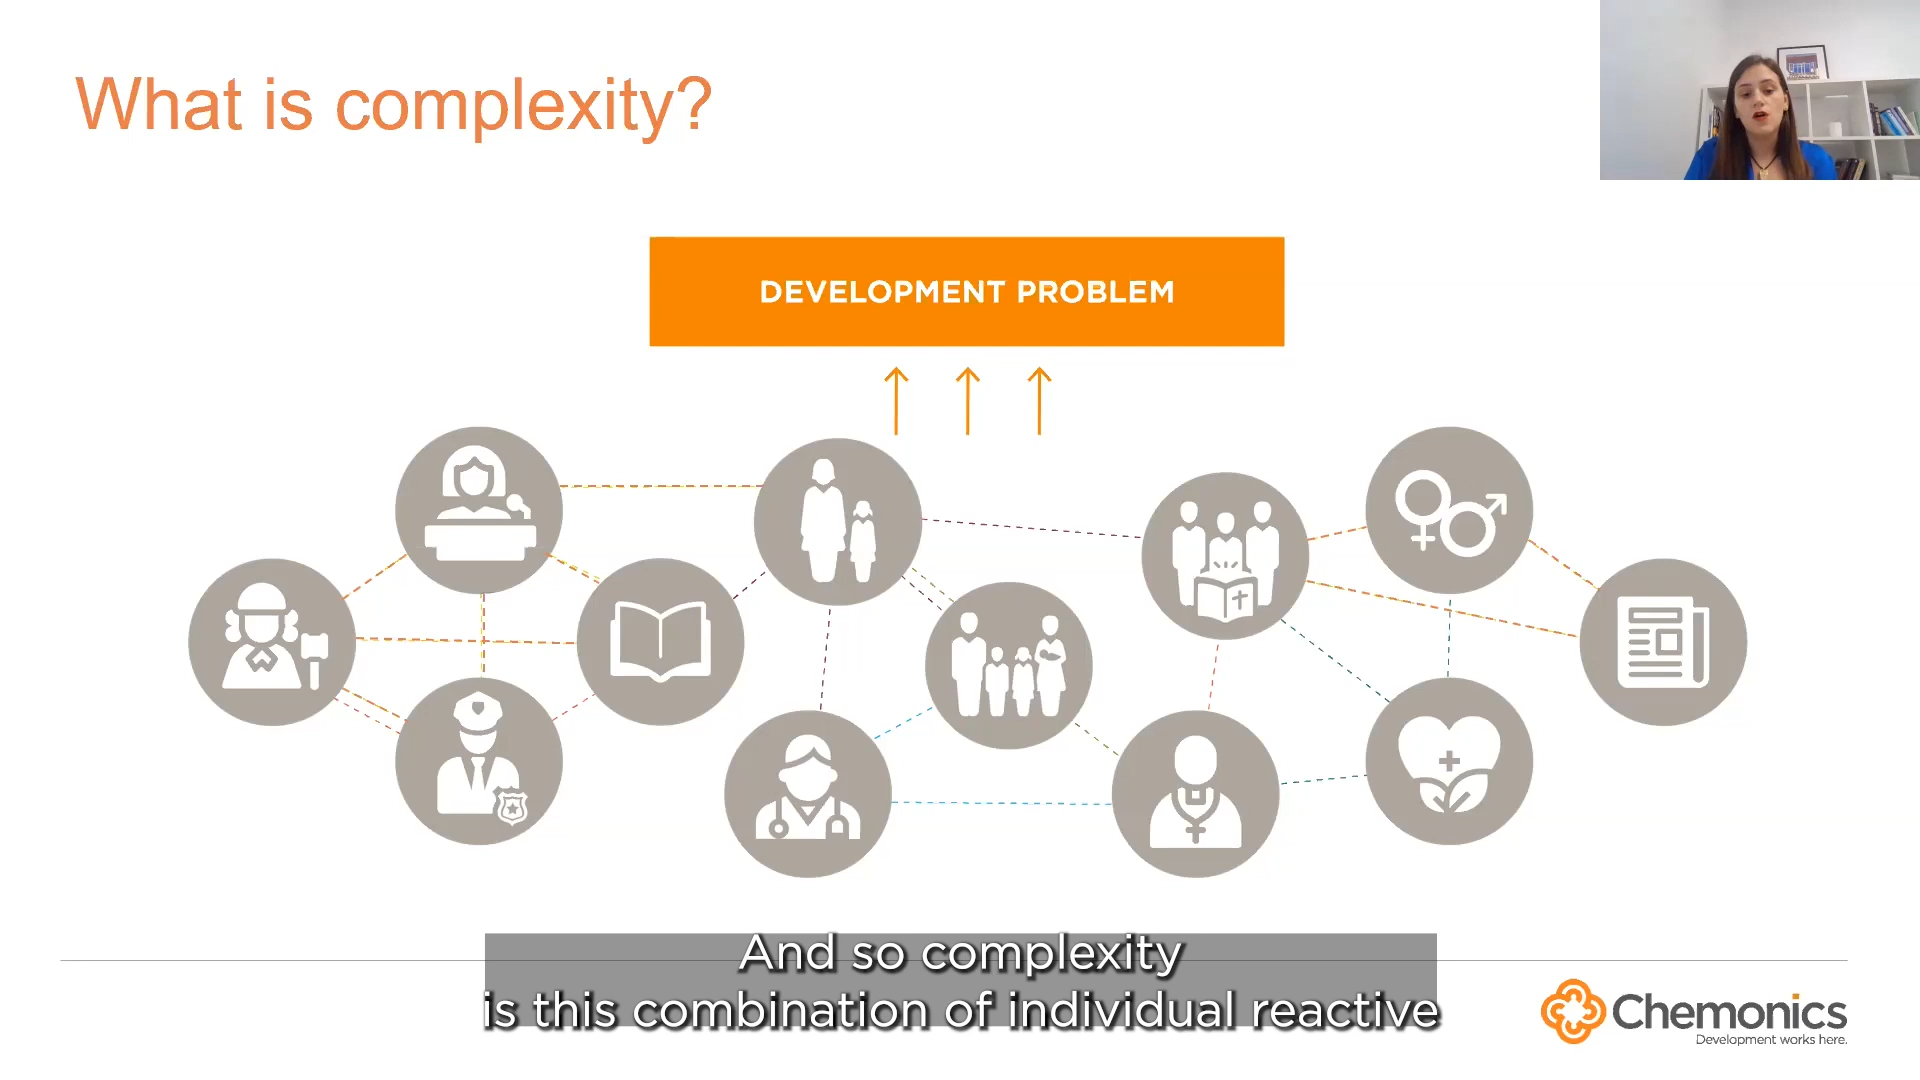 What is complexity?
DEVELOPMENT PROBLEM
And so complexity
is this combination of individual reactive
Chemonics
Development works here.